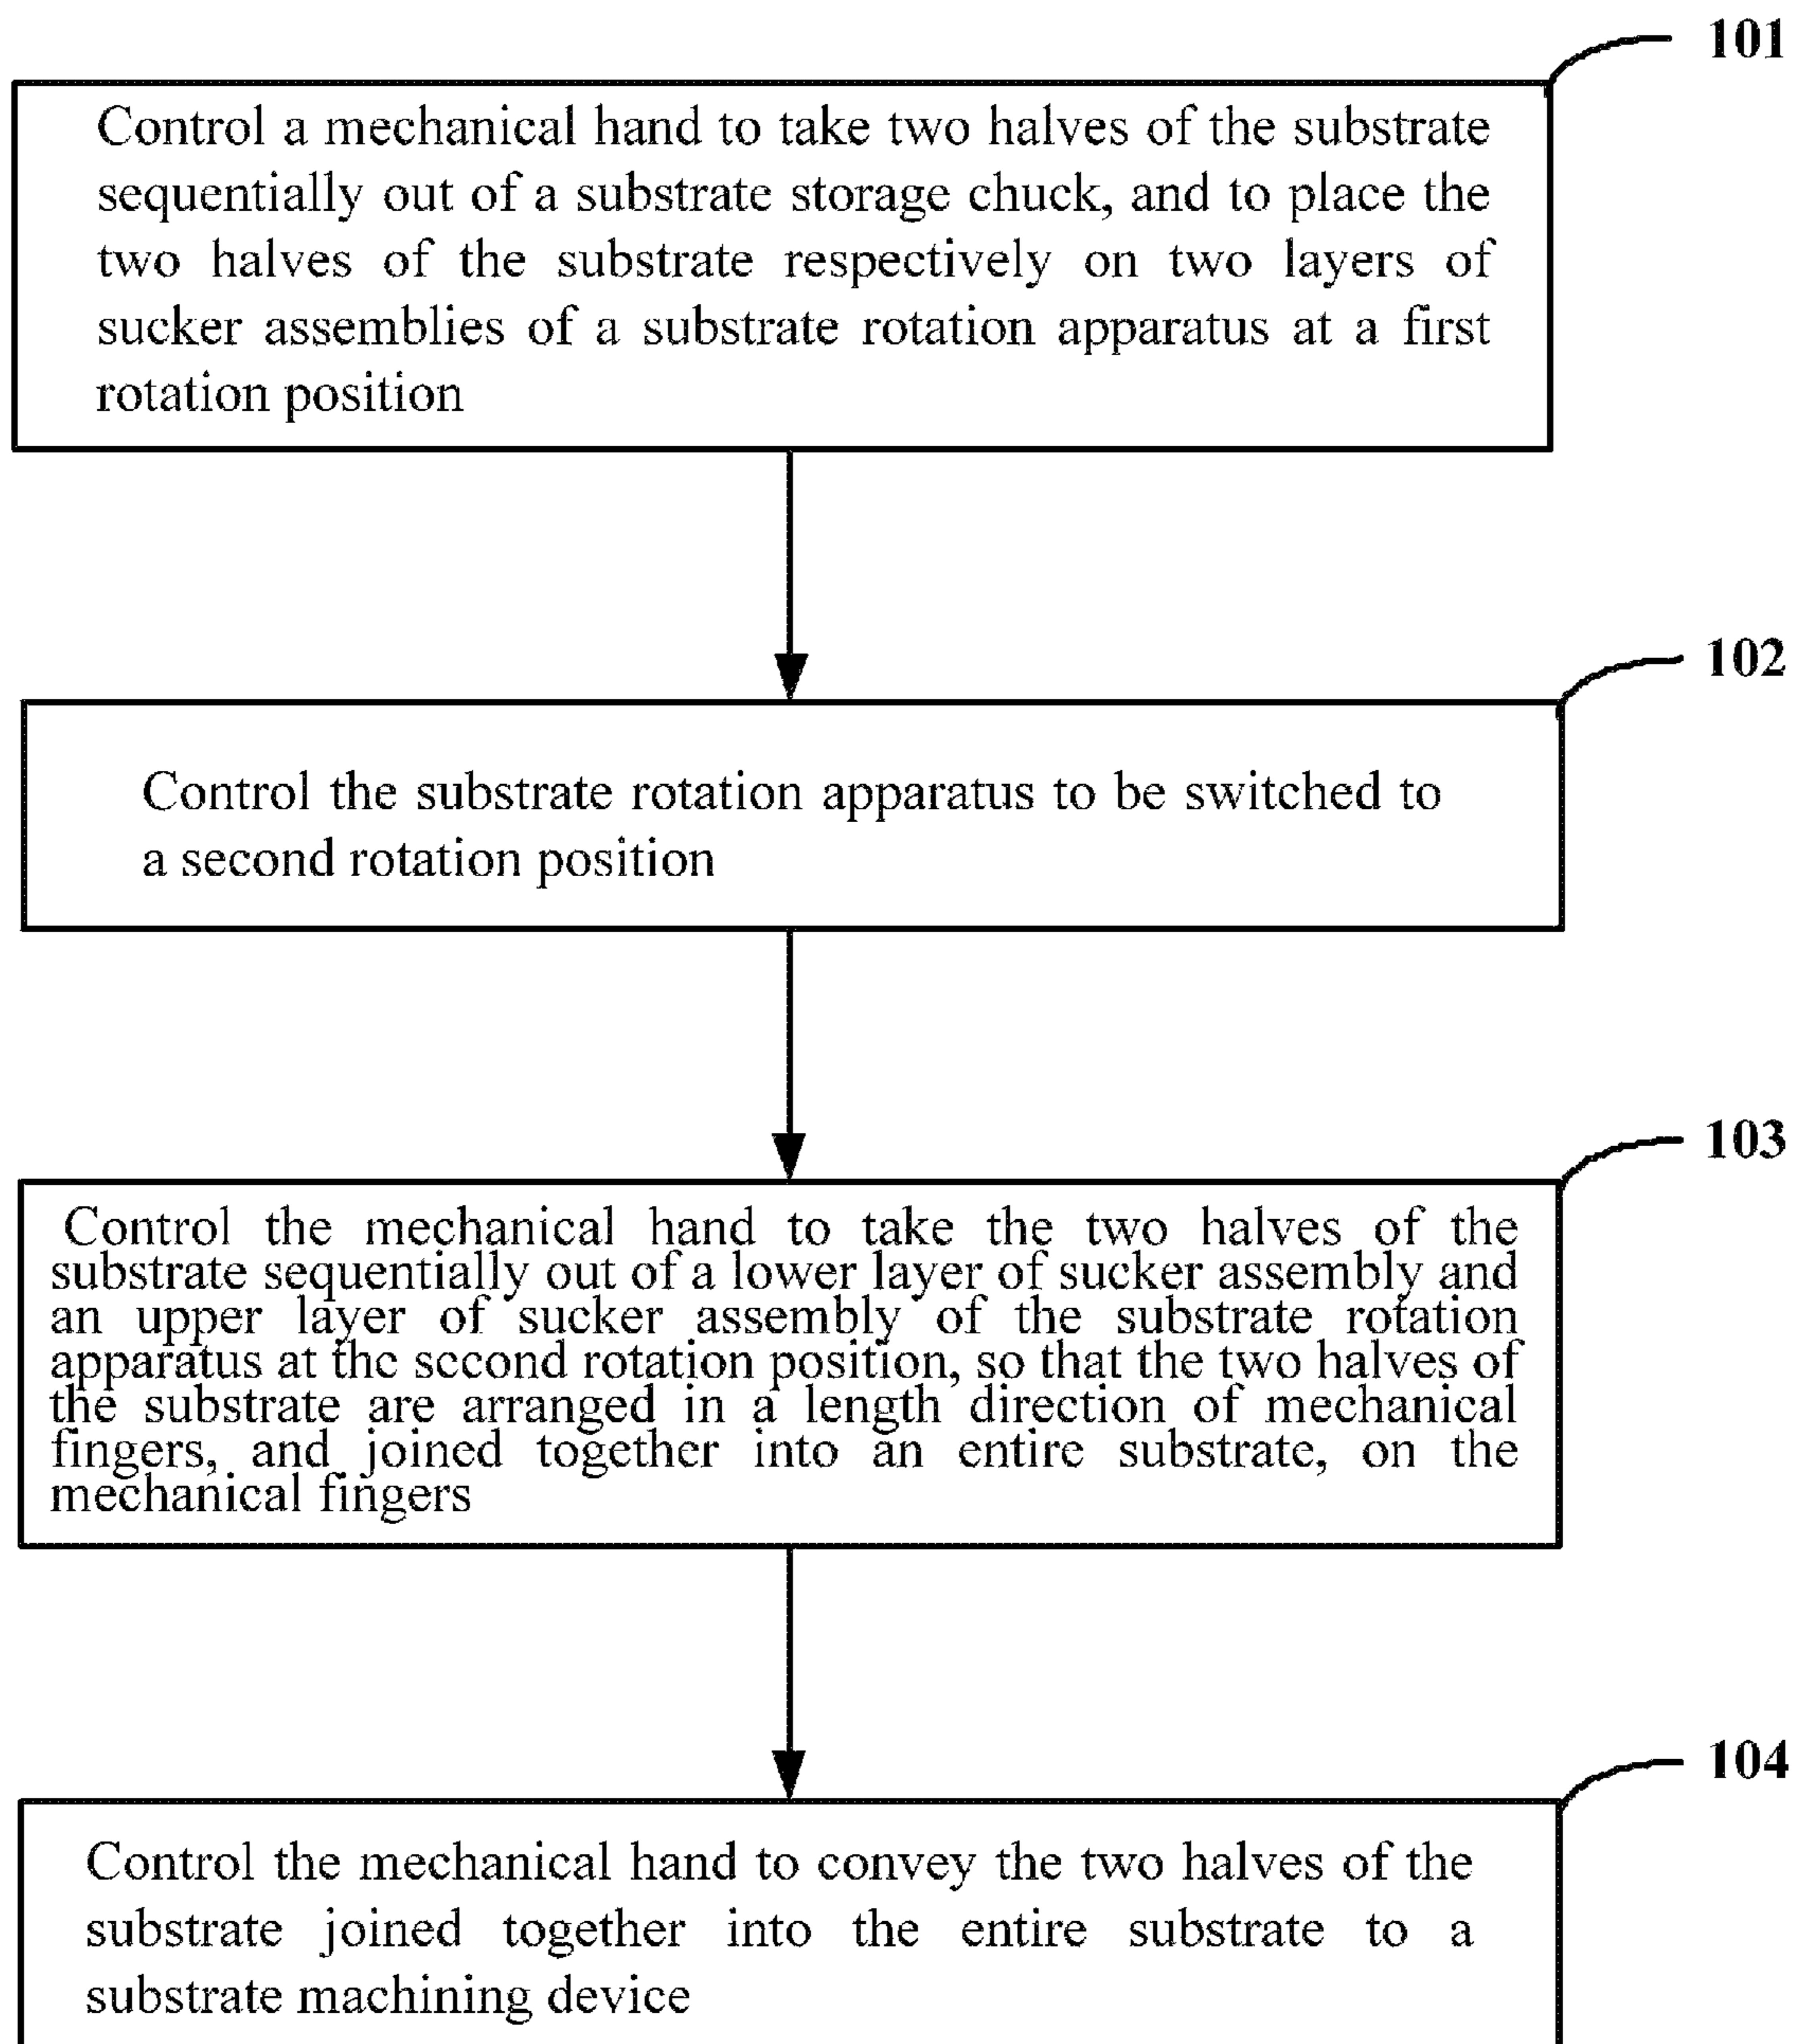 101
Control a mechanical hand to take two halves of the substrate
sequentially out of a substrate storage chuck, and to place the
two halves of the substrate respectively on two layers of
sucker assemblies of a substrate rotation apparatus at a first
rotation position
102
Control the substrate rotation apparatus to be switched to
a second rotation position
103
Control the mechanical hand to take the two halves of the
substrate sequentially out of a lower layer of sucker assembly and
an upper layer of sucker assembly of the substrate rotation
apparatus at the second rotation position, so that the two halves of
the substrate are arranged in a length direction of mechanical
fingers, and joined together into an entire substrate, on the
mechanical fingers
104
Control the mechanical hand to convey the two halves of the
substrate joined together into the entire substrate to a
substrate machining device